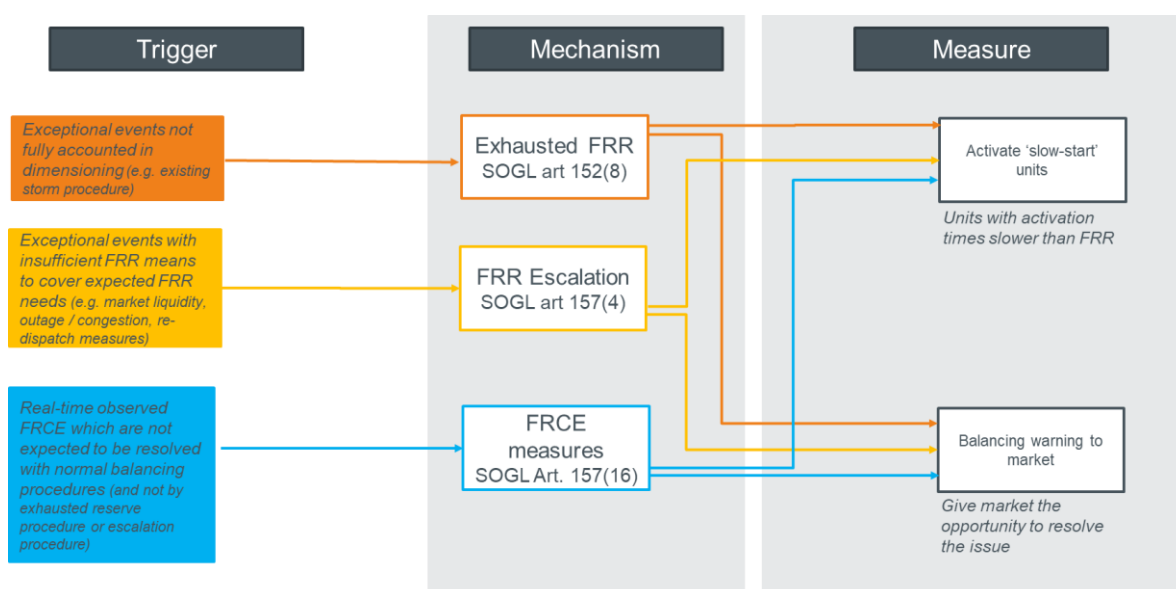 Trigger
Mechanism
Measure
Exceptional events not
fully accounted in
dimensioning (e.g. existing
storm procedure)
Exhausted FRR
SOGL art 152(8)
Activate ‘slow-start’
units
Units with activation
times slower than FRR
Exceptional events with
insufficient FRR means
to cover expected FRR
needs (e.g. market liquidity,
outage / congestion, re-
dispatch measures)
FRR Escalation
SOGL art 157(4)
Real-time observed
FRCE which are not
expected to be resolved
with normal balancing
procedures (and not by
exhausted reserve
procedure or escalation
procedure)
FRCE
measures
SOGL Art. 157(16)
Balancing warning to
market
Give market the
opportunity to resolve
the issue